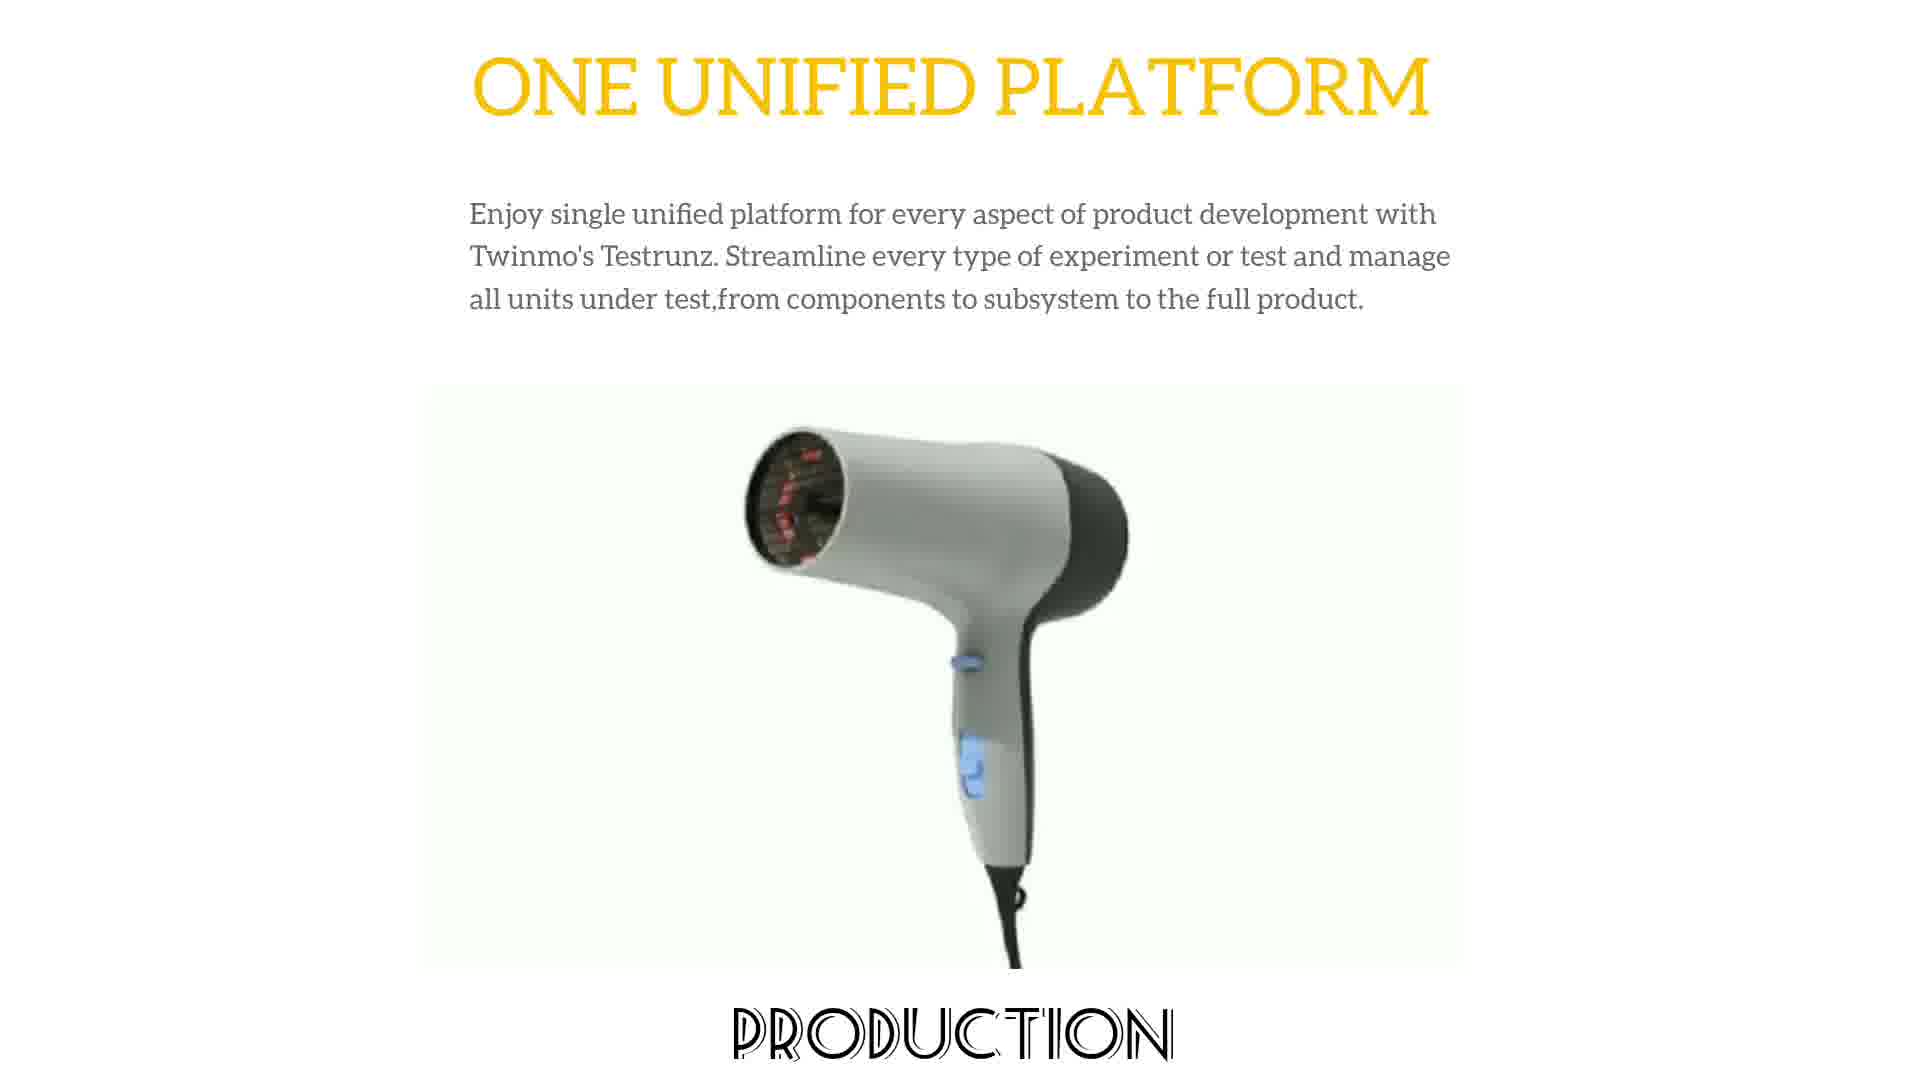 ONE UNIFIED PLATFORM
Enjoy single unified platform for every aspect of product development with
Twinmo's Testrunz. Streamline every type of experiment or test and manage
all units under test,from components to subsystem to the full product.
PRODUCTION